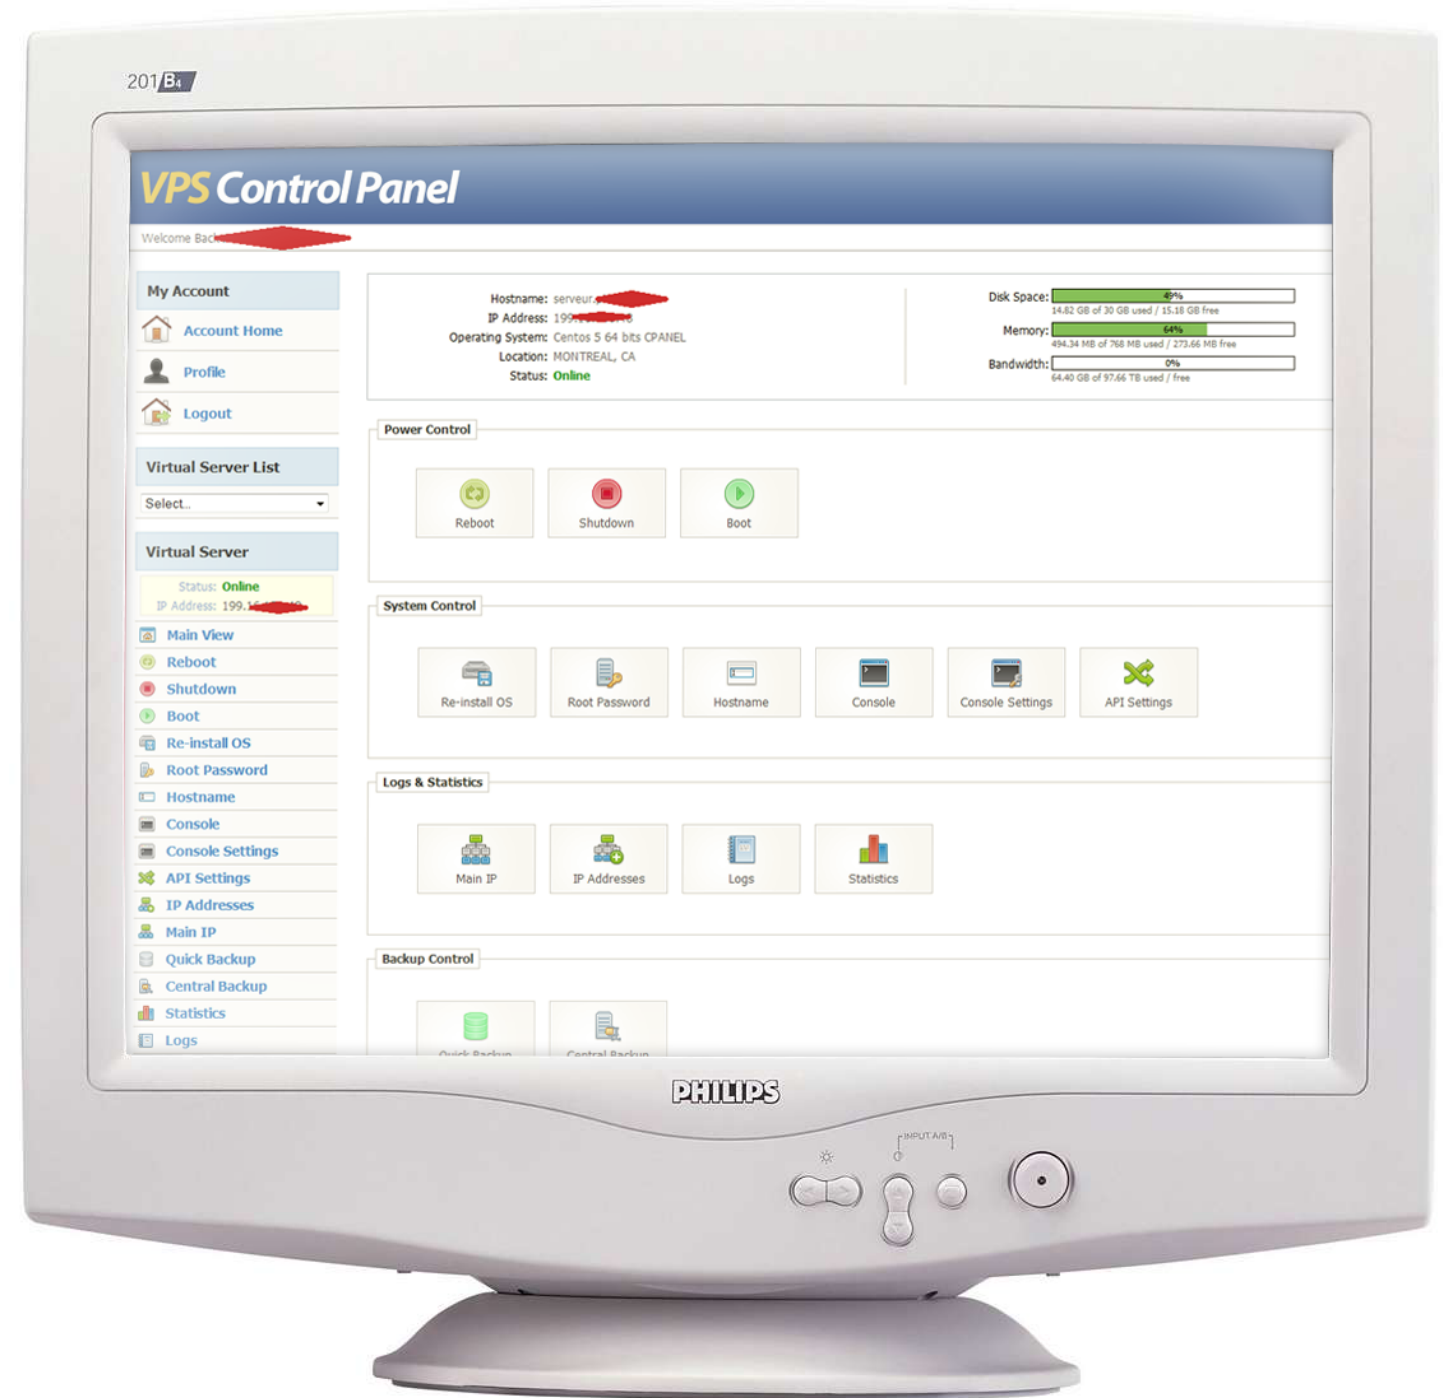 201 B4
VPS Control Panel
Welcome Back
My Account
Account Home
Profile
Logout
Virtual Server List
Select...
Virtual Server
Status: Online
IP Address: 199.1
Main View
Reboot
Shutdown
Boot
Re-install OS
Root Password
Hostname
Console
Console Settings
API Settings
IP Addresses
Main IP
Quick Backup
Central Backup
Statistics
Logs
Hostname: serveur.
IP Address: 199.
Operating System: Centos 5 64 bits CPANEL
Location: MONTREAL, CA
Status: Online
Disk Space: 49%
14.82 GB of 30 GB used / 15.18 GB free
Memory: 64%
494.34 MB of 768 MB used / 273.66 MB free
Bandwidth: 0%
64.40 GB of 97.66 TB used / free
Power Control
Reboot
Shutdown
Boot
System Control
Re-install OS
Root Password
Hostname
Console
Console Settings
API Settings
Logs & Statistics
Main IP
IP Addresses
Logs
Statistics
Backup Control
Quick Backup
Central Backup
PHILIPS
INPUT A/B